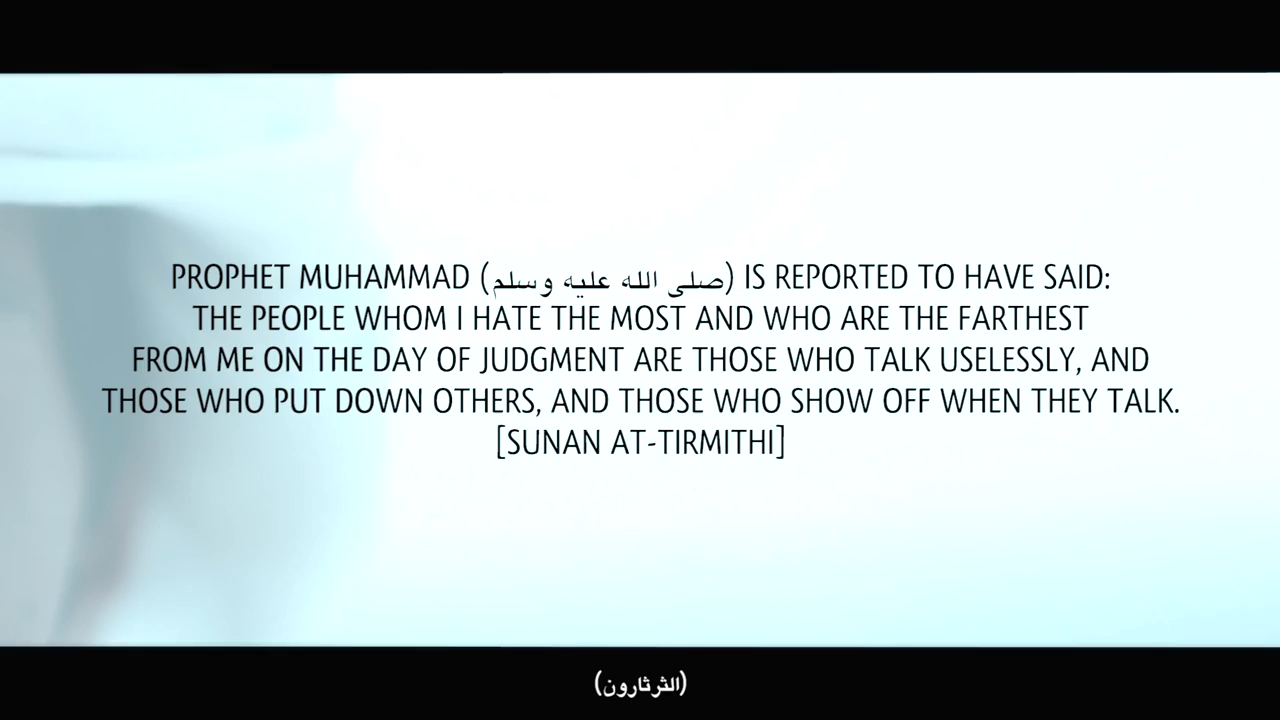 PROPHET MUHAMMAD (صلى الله عليه وسلم) IS REPORTED TO HAVE SAID:
THE PEOPLE WHOM I HATE THE MOST AND WHO ARE THE FARTHEST
FROM ME ON THE DAY OF JUDGMENT ARE THOSE WHO TALK USELESSLY, AND
THOSE WHO PUT DOWN OTHERS, AND THOSE WHO SHOW OFF WHEN THEY TALK.
[SUNAN AT-TIRMITHI]
(الثرثارون)